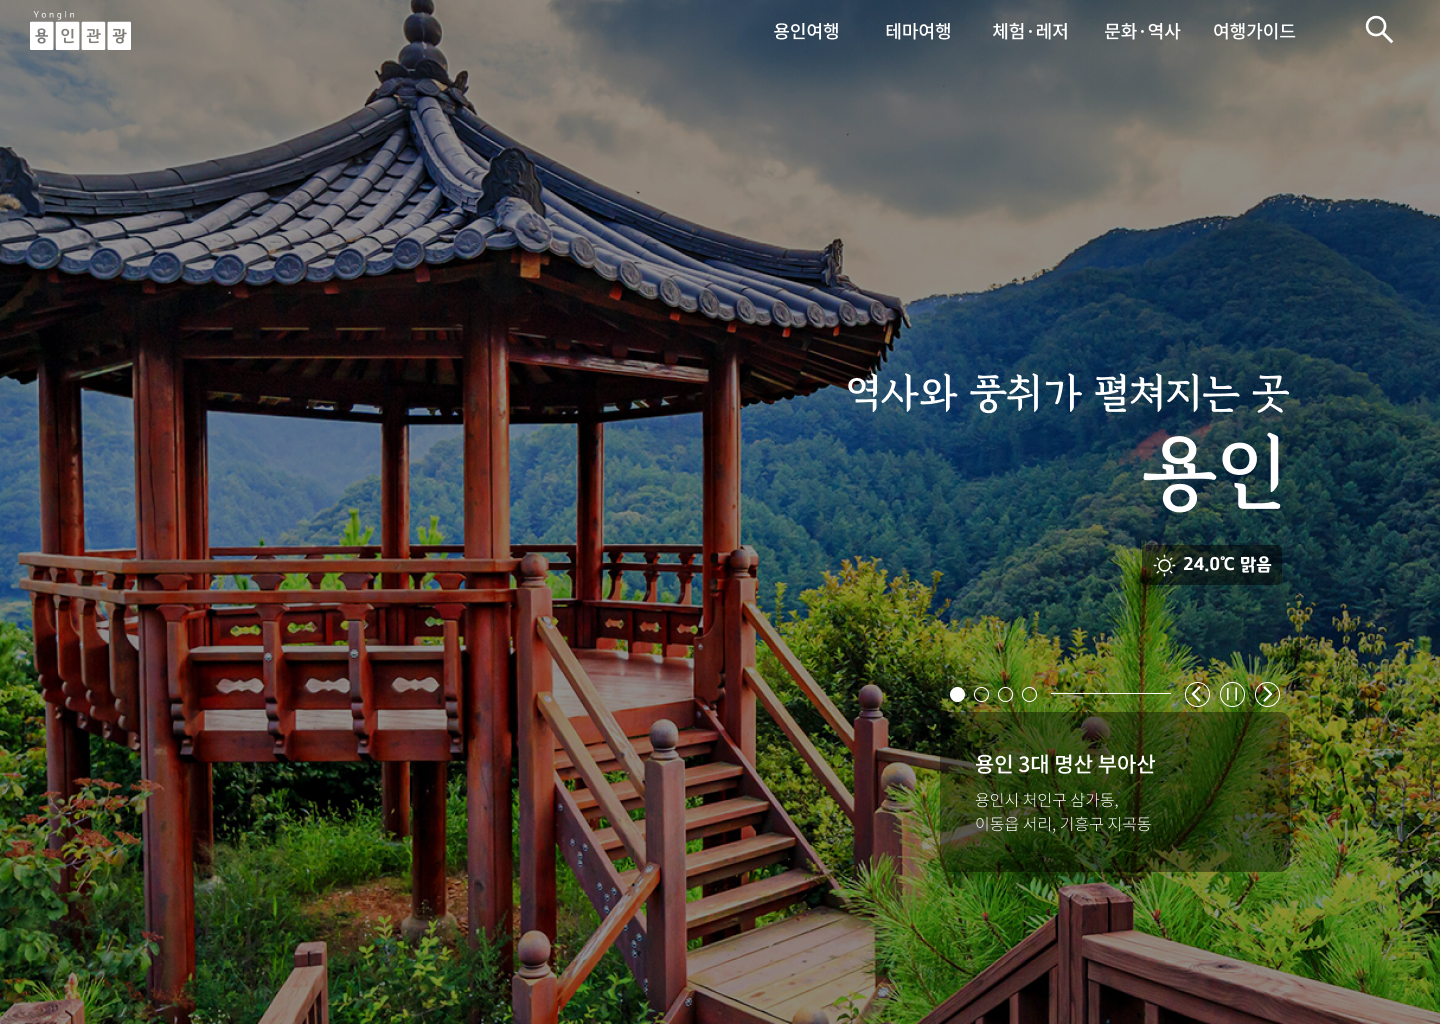 YongIn
용인관광
용인여행 테마여행 체험·레저 문화·역사 여행가이드
역사와 풍취가 펼쳐지는 곳
용인
24.0℃ 맑음
용인 3대 명산 부아산
용인시 처인구 삼가동,
이동읍 서리, 기흥구 지곡동